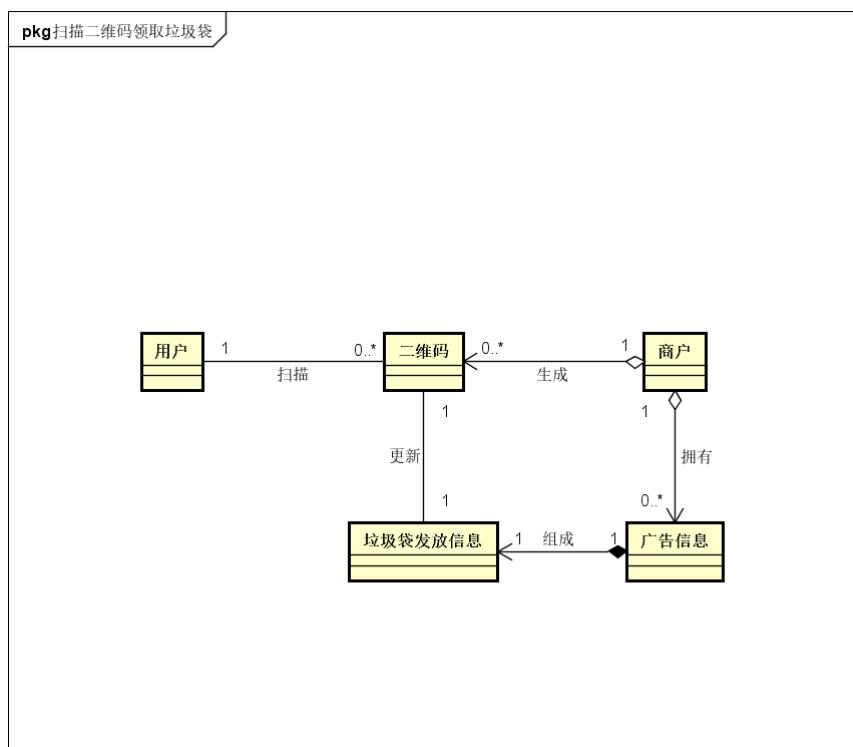 pkg扫描二维码领取垃圾袋
用户
1
0..*
扫描
二维码
0..*
1
生成
商户
1
更新
1
1
拥有
0..*
垃圾袋发放信息
1
组成
1
广告信息